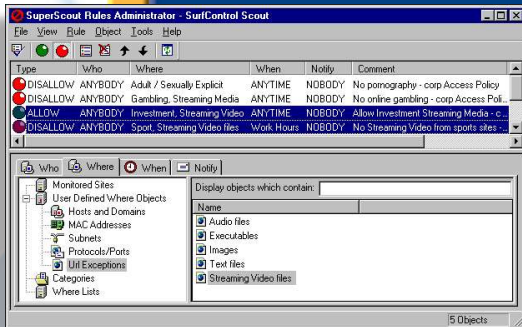 SuperScout Rules Administrator - SurfControl Scout
File View Rule Object Tools Help
Type Who Where When Notify Comment
DISALLOW ANYBODY Adult / Sexually Explicit ANYTIME NOBODY No pornography - corp Access Policy
DISALLOW ANYBODY Gambling, Streaming Media ANYTIME NOBODY No online gambling - corp Access Poli...
ALLOW ANYBODY Investment, Streaming Video ANYTIME NOBODY Allow Investment Streaming Media - c...
DISALLOW ANYBODY Sport, Streaming Video files Work Hours NOBODY No Streaming Video from sports sites -...
Who Where When Notify
Monitored Sites
User Defined Where Objects
Hosts and Domains
MAC Addresses
Subnets
Protocols/Ports
Url Exceptions
Categories
Where Lists
Display objects which contain:
Name
Audio files
Executables
Images
Text files
Streaming Video files
5 Objects